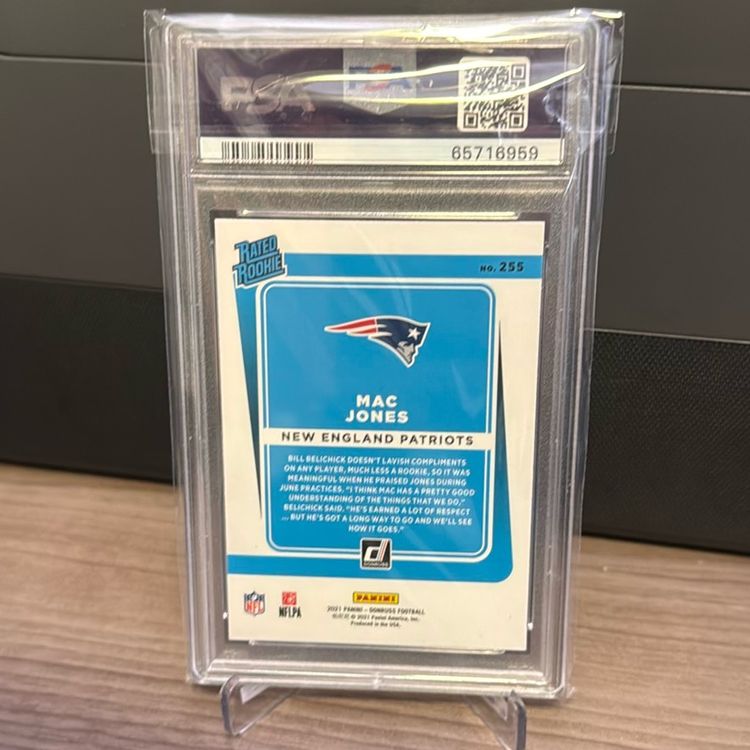 PSA
65716959
RATED
ROOKIE
NO. 255
MAC
JONES
NEW ENGLAND PATRIOTS
BILL BELICHICK DOESN'T LAVISH COMPLIMENTS
ON ANY PLAYER, MUCH LESS A ROOKIE, SO IT WAS
MEANINGFUL WHEN HE PRAISED JONES DURING
JUNE PRACTICES. "I THINK MAC HAS A PRETTY GOOD
UNDERSTANDING OF THE THINGS THAT WE DO,"
BELICHICK SAID. "HE'S EARNED A LOT OF RESPECT
... BUT HE'S GOT A LONG WAY TO GO AND WE'LL SEE
HOW IT GOES."
DONRUSS
NFL
NFLPA
PANINI
2021 PANINI – DONRUSS FOOTBALL
© 2021 Panini America, Inc.
Produced in the USA.